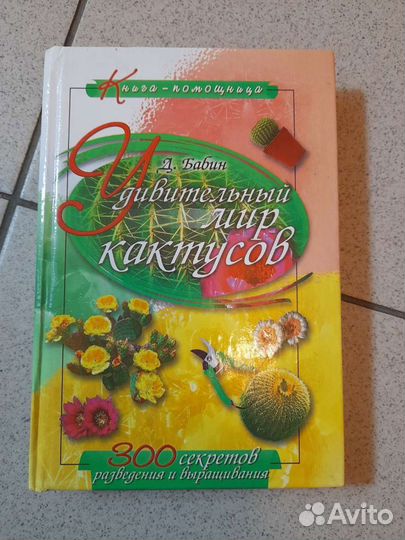 Книга-помощница
Д. Бабин
Удивительный
мир
кактусов
300 секретов
разведения и выращивания
Avito